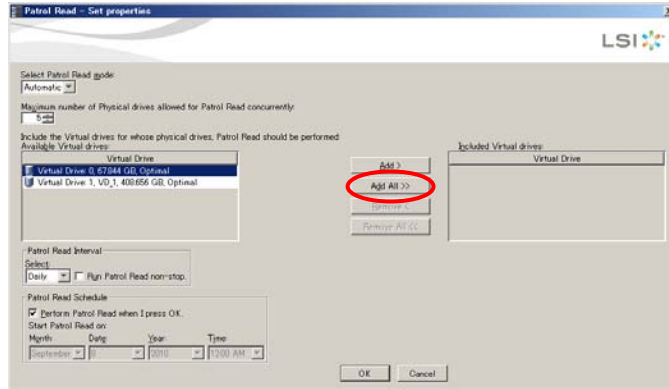 Patrol Read - Set properties
LSI
Select Patrol Read mode:
Automatic
Maximum number of Physical drives allowed for Patrol Read concurrently:
5
Include the Virtual drives for whose physical drives, Patrol Read should be performed
Available Virtual drives:
Included Virtual drives:
Virtual Drive
Virtual Drive
Virtual Drive: 0, 67.844 GB, Optimal
Virtual Drive: 1, VD_1, 408.656 GB, Optimal
Add >
Add All >>
Remove <
Remove All <<
Patrol Read Interval
Select:
Daily
Run Patrol Read non-stop.
Patrol Read Schedule
Perform Patrol Read when I press OK.
Start Patrol Read on:
Month: Date: Year: Time:
September 8 2010 12:00 AM
OK Cancel